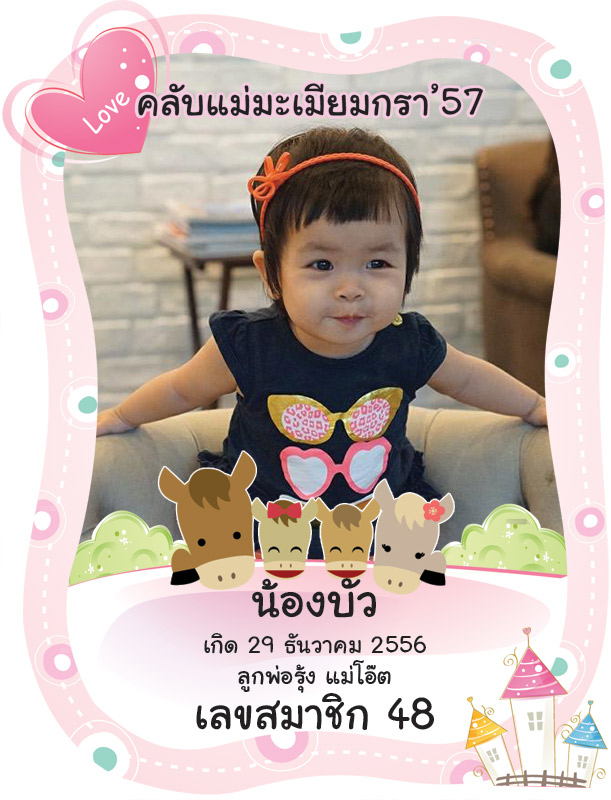 Love
คลับแม่มะเมียมกรา'57
น้องบัว
เกิด 29 ธันวาคม 2556
ลูกพ่อรุ้ง แม่โอ๊ต
เลขสมาชิก 48